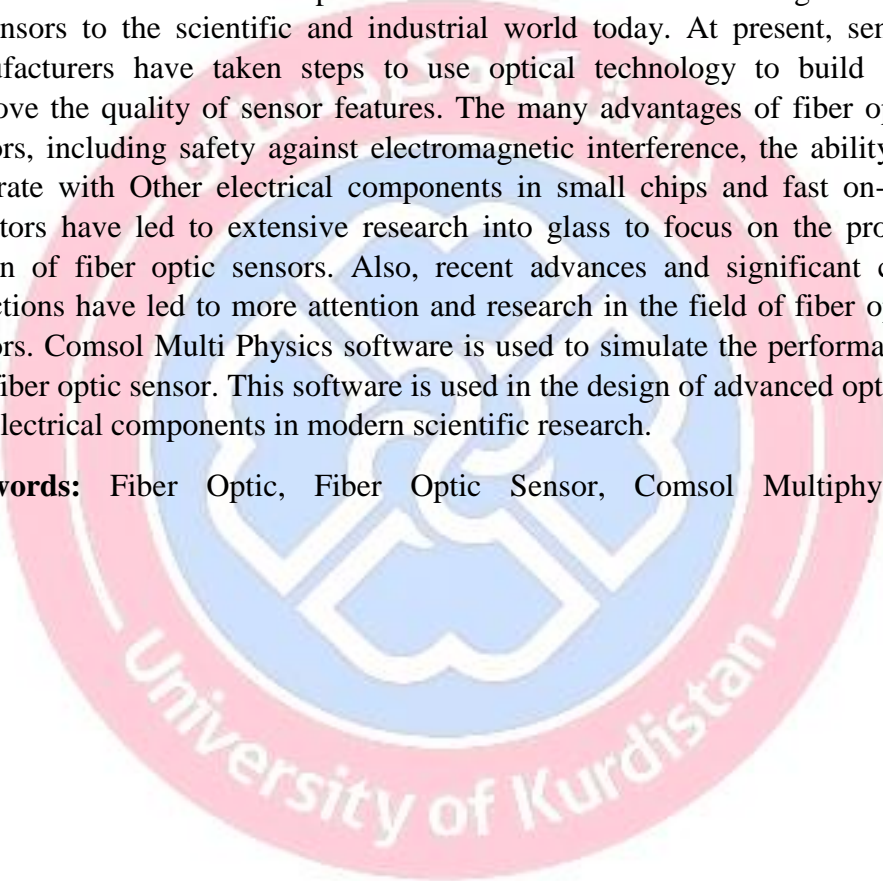 nsors to the scientific and industrial world today. At present, sen
ufacturers have taken steps to use optical technology to build
ove the quality of sensor features. The many advantages of fiber op
ors, including safety against electromagnetic interference, the ability
rate with Other electrical components in small chips and fast on-
tors have led to extensive research into glass to focus on the pro
n of fiber optic sensors. Also, recent advances and significant c
ctions have led to more attention and research in the field of fiber o
ors. Comsol Multi Physics software is used to simulate the performa
fiber optic sensor. This software is used in the design of advanced opt
lectrical components in modern scientific research.
words: Fiber Optic, Fiber Optic Sensor, Comsol Multiphy
دانشگاه کردستان
University of Kurdistan